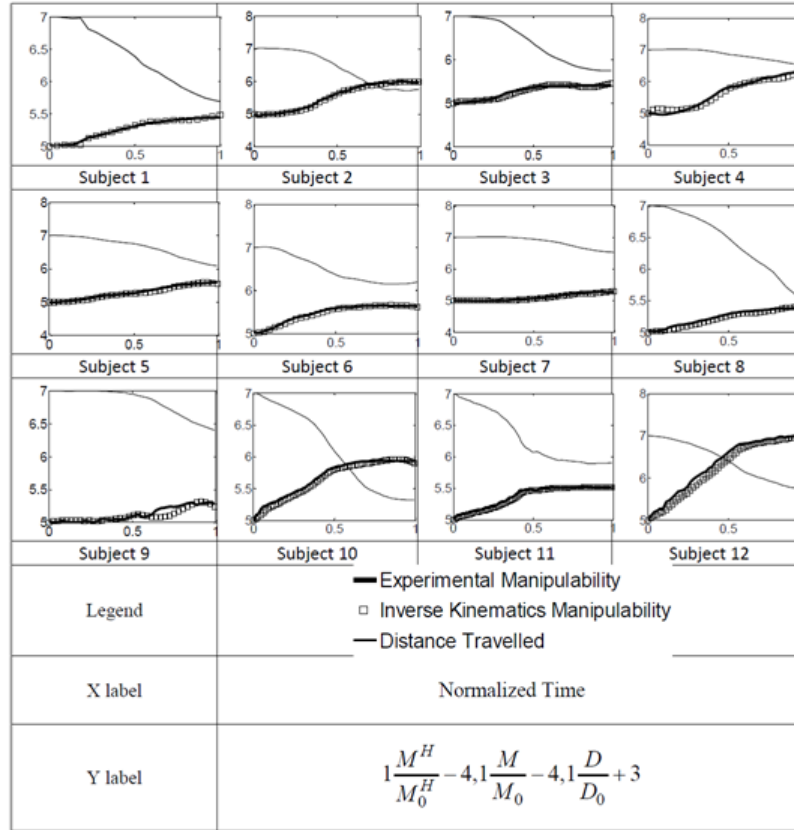 7 8 7 8
6.5 7 7
6 6 6 6
5.5 5 5
5 4 4 4
0 0.5 1 0 0.5 1 0 0.5 1 0 0.5
Subject 1 Subject 2 Subject 3 Subject 4
8 8 8 7
7 7 7 6.5
6 6 6 6
5 5 5 5.5
4 4 5
0 0.5 1 0 0.5 1 0 0.5 1 0 0.5
Subject 5 Subject 6 Subject 7 Subject 8
7 7 7 8
6.5 6.5 6.5 7
6 6 6
5.5 5.5 5.5 6
5 5 5 5
0 0.5 1 0 0.5 1 0 0.5 1 0 0.5
Subject 9 Subject 10 Subject 11 Subject 12
Legend
Experimental Manipulability
Inverse Kinematics Manipulability
Distance Travelled
X label Normalized Time
Y label 1 M^H/M_0^H − 4,1 M/M_0 − 4,1 D/D_0 + 3